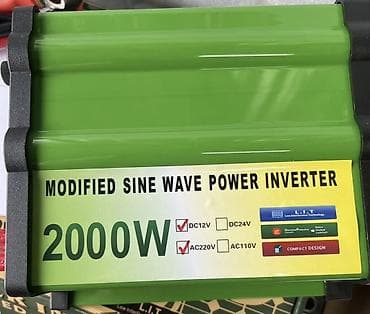 MODIFIED SINE WAVE POWER INVERTER
2000W
DC12V DC24V
AC220V AC110V
L.I.T
COMPACT DESIGN